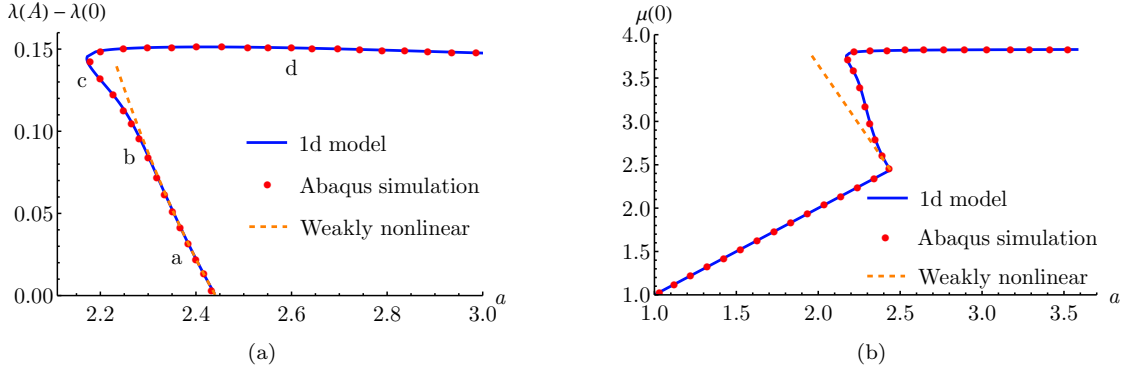 λ(A) − λ(0)
0.15
0.10
0.05
0.00
2.2
2.4
2.6
2.8
3.0
a
c
d
b
a
1d model
Abaqus simulation
Weakly nonlinear
(a)
μ(0)
4.0
3.5
3.0
2.5
2.0
1.5
1.0
1.0
1.5
2.0
2.5
3.0
3.5
a
1d model
Abaqus simulation
Weakly nonlinear
(b)